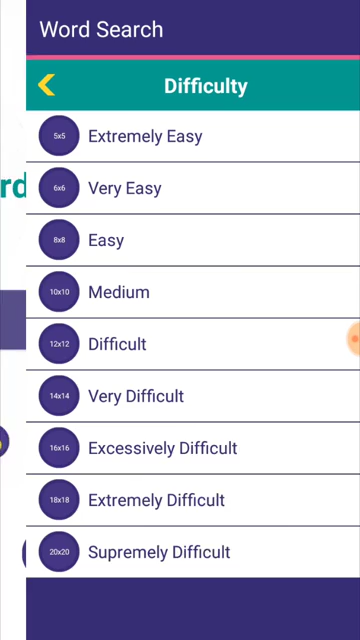 Word Search
Difficulty
5x5 Extremely Easy
6x6 Very Easy
8x8 Easy
10x10 Medium
12x12 Difficult
14x14 Very Difficult
16x16 Excessively Difficult
18x18 Extremely Difficult
20x20 Supremely Difficult
rd